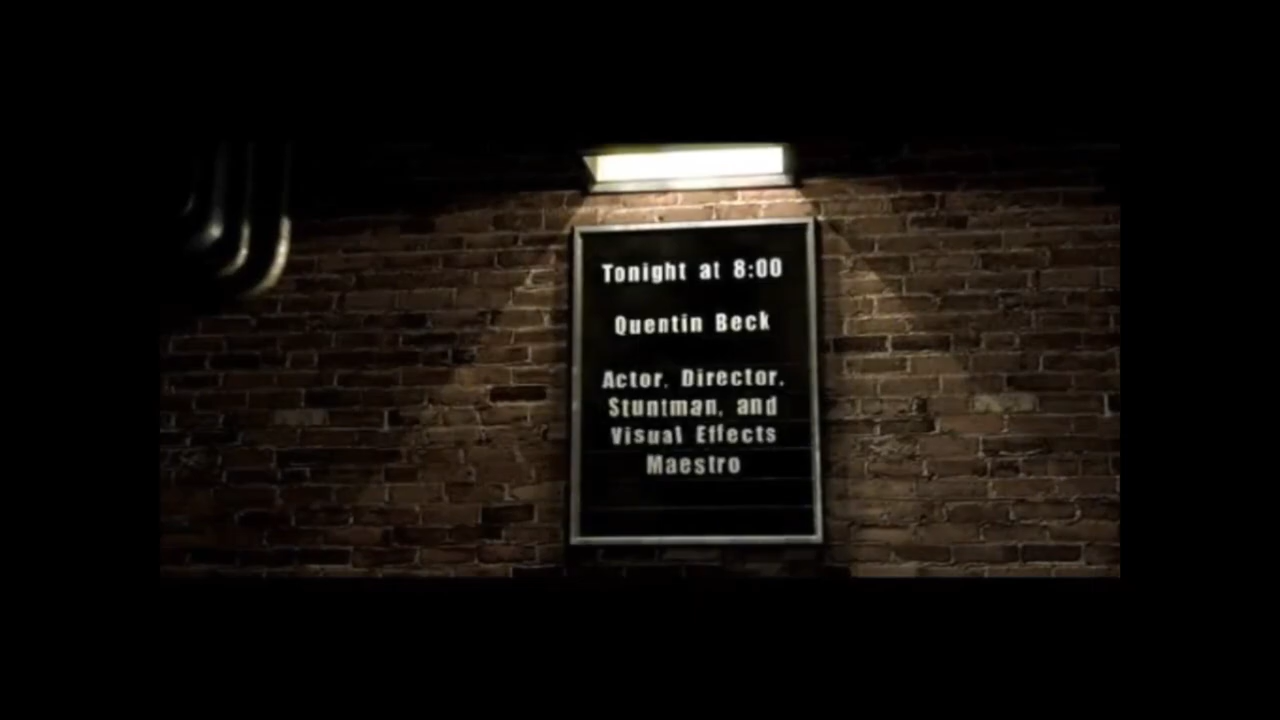 Tonight at 8:00
Quentin Beck
Actor, Director,
Stuntman, and
Visual Effects
Maestro